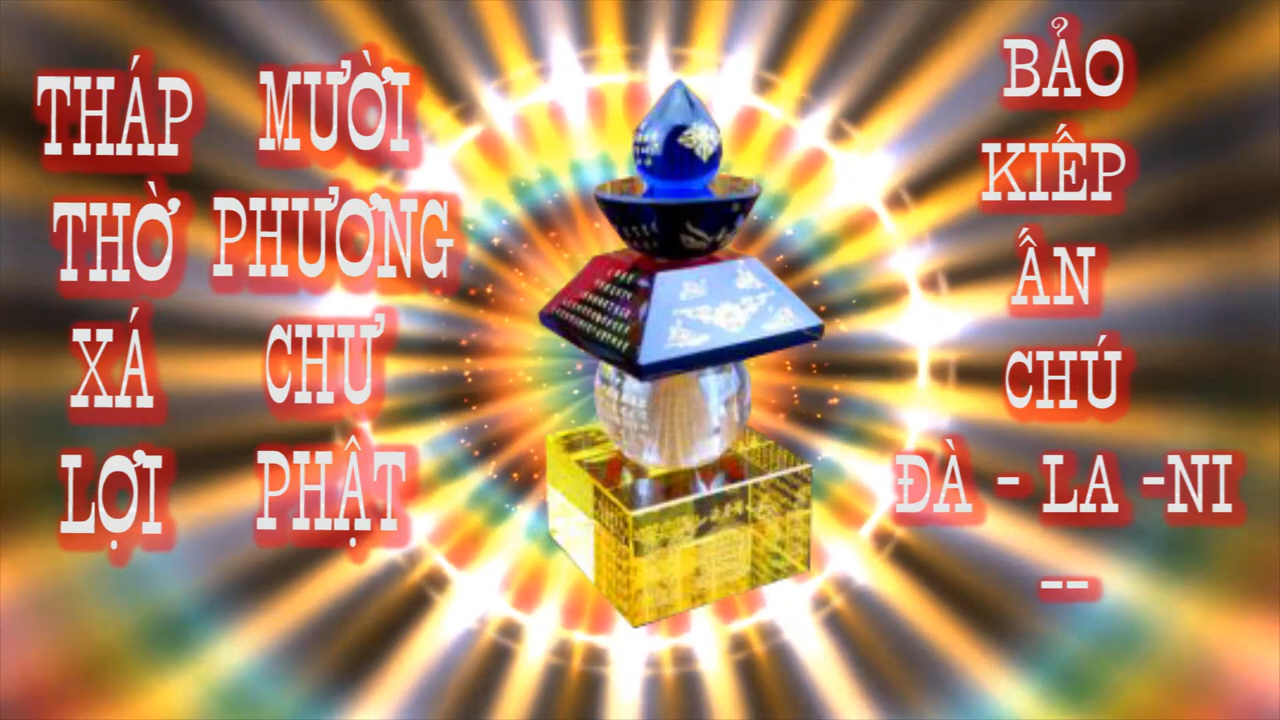 THÁP
THỜ
XÁ
LỢI
MƯỜI
PHƯƠNG
CHƯ
PHẬT
BẢO
KIẾP
ẤN
CHÚ
ĐÀ - LA -NI
--